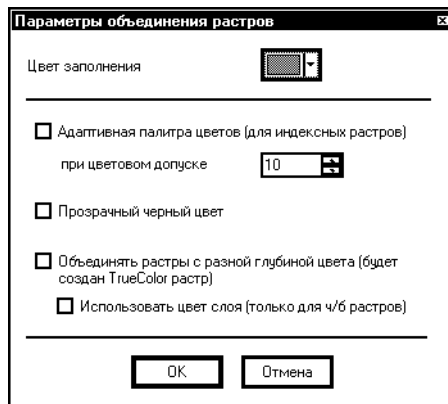 Параметры объединения растров
Цвет заполнения
Адаптивная палитра цветов (для индексных растров)
при цветовом допуске 10
Прозрачный черный цвет
Объединять растры с разной глубиной цвета (будет
создан TrueColor растр)
Использовать цвет слоя (только для ч/б растров)
OK Отмена